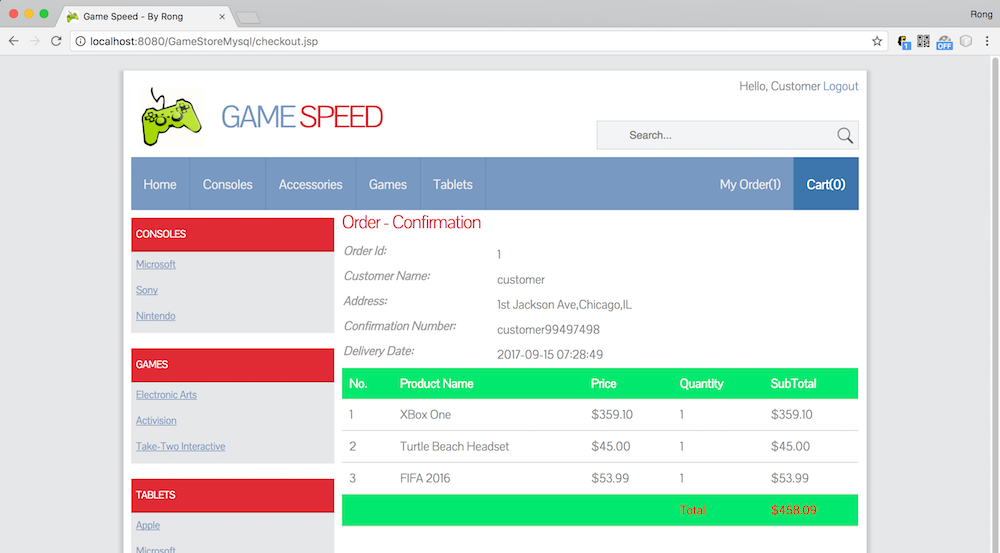 Game Speed - By Rong
Rong
localhost:8080/GameStoreMysql/checkout.jsp
1
OFF
Hello, Customer Logout
GAME SPEED
Search...
Home Consoles Accessories Games Tablets My Order(1) Cart(0)
CONSOLES
Microsoft
Sony
Nintendo
GAMES
Electronic Arts
Activision
Take-Two Interactive
TABLETS
Apple
Microsoft
Order - Confirmation
Order Id: 1
Customer Name: customer
Address: 1st Jackson Ave,Chicago,IL
Confirmation Number: customer99497498
Delivery Date: 2017-09-15 07:28:49
No. Product Name Price Quantity SubTotal
1 XBox One $359.10 1 $359.10
2 Turtle Beach Headset $45.00 1 $45.00
3 FIFA 2016 $53.99 1 $53.99
Total $458.09